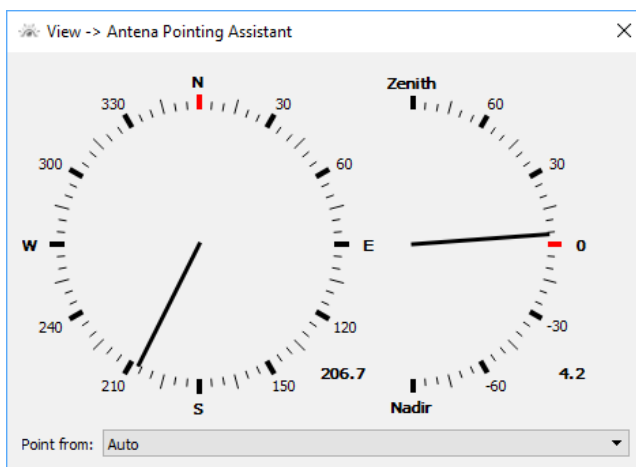 View -> Antena Pointing Assistant
N
Zenith
330
30
60
300
60
30
W
E
0
240
120
-30
210
150
206.7
-60
4.2
S
Nadir
Point from: Auto